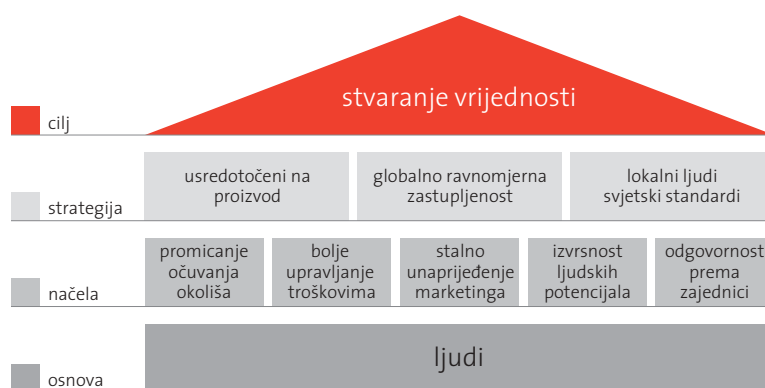 stvaranje vrijednosti
cilj
usredotočeni na
proizvod
globalno ravnomjerna
zastupljenost
lokalni ljudi
svjetski standardi
strategija
promicanje
očuvanja
okoliša
bolje
upravljanje
troškovima
stalno
unaprijeđenje
marketinga
izvrsnost
ljudskih
potencijala
odgovornost
prema
zajednici
načela
ljudi
osnova